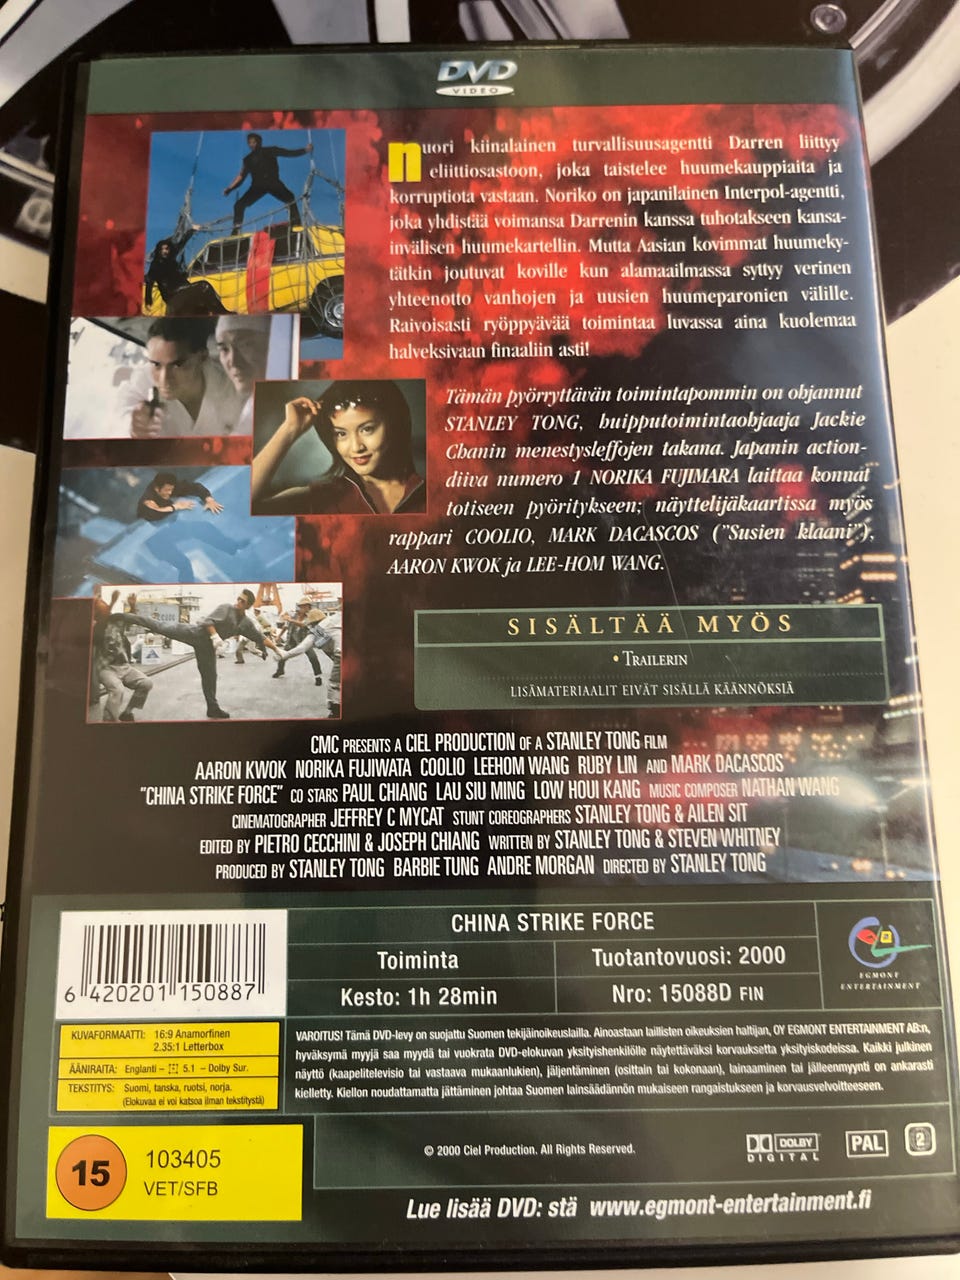 DVD
VIDEO
Nuori kiinalainen turvallisuusagentti Darren liittyy
eliittiosastoon, joka taistelee huumekauppiaita ja
korruptiota vastaan. Noriko on japanilainen Interpol-agentti,
joka yhdistää voimansa Darrenin kanssa tuhotakseen kansa-
invälisen huumekartellin. Mutta Aasian kovimmat huumeky-
tätkin joutuvat koville kun alamaailmassa syttyy verinen
yhteenotto vanhojen ja uusien huumeparonien välille.
Raivoisasti ryöppyävää toimintaa luvassa aina kuolemaa
halveksivaan finaaliin asti!
Tämän pyörryttävän toimintapommin on objannut
STANLEY TONG, huipputoimintaobjaaja Jackie
Chanin menestysleffojen takana. Japanin action-
diiva numero 1 NORIKA FUJIMARA laittaa konnat
totiseen pyöritykseen; näyttelijäkaartissa myös
rappari COOLIO, MARK DACASCOS ("Susien klaani"),
AARON KWOK ja LEE-HOM WANG.
SISÄLTÄÄ MYÖS
• TRAILERIN
LISÄMATERIAALIT EIVÄT SISÄLLÄ KÄÄNNÖKSIÄ
CMC PRESENTS A CIEL PRODUCTION OF A STANLEY TONG FILM
AARON KWOK NORIKA FUJIWATA COOLIO LEEHOM WANG RUBY LIN AND MARK DACASCOS
"CHINA STRIKE FORCE" CO STARS PAUL CHIANG LAU SIU MING LOW HOUI KANG MUSIC COMPOSER NATHAN WANG
CINEMATOGRAPHER JEFFREY C MYCAT STUNT COREOGRAPHERS STANLEY TONG & AILEN SIT
EDITED BY PIETRO CECCHINI & JOSEPH CHIANG WRITTEN BY STANLEY TONG & STEVEN WHITNEY
PRODUCED BY STANLEY TONG BARBIE TUNG ANDRE MORGAN DIRECTED BY STANLEY TONG
CHINA STRIKE FORCE
Toiminta
Tuotantovuosi: 2000
Kesto: 1h 28min
Nro: 15088D FIN
EGMONT
ENTERTAINMENT
6 420201 150887
KUVAFORMAATTI: 16:9 Anamorfinen
2.35:1 Letterbox
ÄÄNIRAITA: Englanti - 5.1 - Dolby Sur.
TEKSTITYS: Suomi, tanska, ruotsi, norja.
(Elokuvaa ei voi katsoa ilman tekstitystä)
VAROITUS! Tämä DVD-levy on suojattu Suomen tekijäinoikeuslailla. Ainoastaan laillisten oikeuksien haltijan, OY EGMONT ENTERTAINMENT AB:n,
hyväksymä myyjä saa myydä tai vuokrata DVD-elokuvan yksityishenkilölle näytettäväksi korvauksetta yksityiskodeissa. Kaikki julkinen
näyttö (kaapelitelevisio tai vastaava mukaanlukien), jäljentäminen (osittain tai kokonaan), lainaaminen tai jälleenmyynti on ankarasti
kielletty. Kiellon noudattamatta jättäminen johtaa Suomen lainsäädännön mukaiseen rangaistukseen ja korvausvelvoitteeseen.
15
103405
VET/SFB
© 2000 Ciel Production. All Rights Reserved.
DOLBY
DIGITAL
PAL
2
Lue lisää DVD: stä www.egmont-entertainment.fi